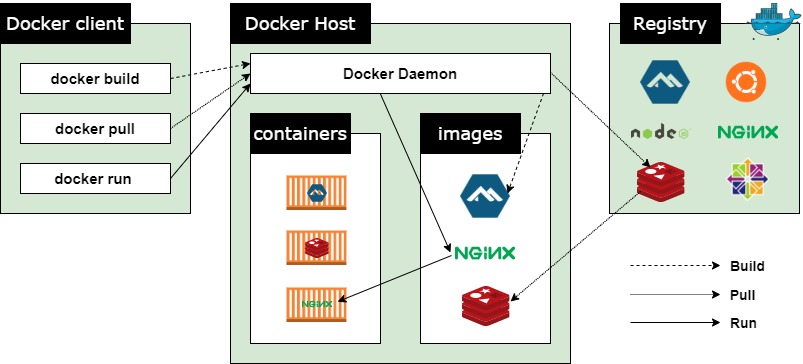 Docker client
docker build
docker pull
docker run
Docker Host
Docker Daemon
containers
NGINX
images
NGINX
Registry
node
NGINX
Build
Pull
Run